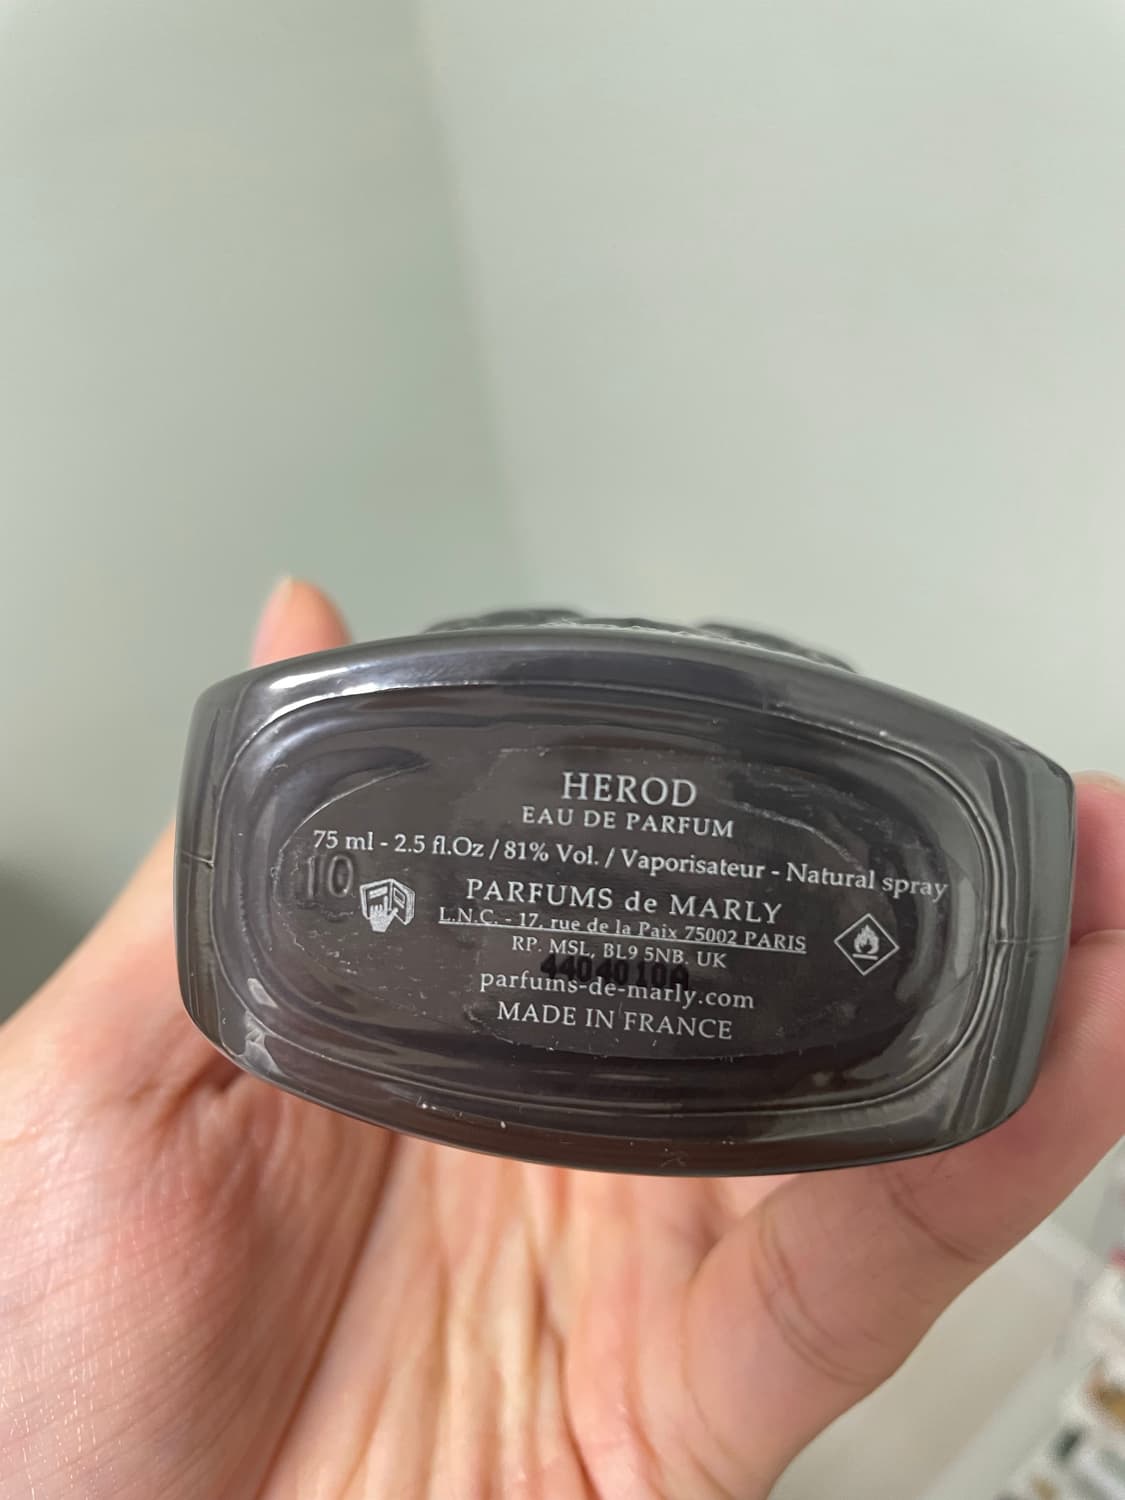 HEROD
EAU DE PARFUM
75 ml - 2.5 fl.Oz / 81% Vol. / Vaporisateur - Natural spray
10
PARFUMS de MARLY
L.N.C. - 17, rue de la Paix 75002 PARIS
RP. MSL, BL9 5NB. UK
parfums-de-marly.com
MADE IN FRANCE